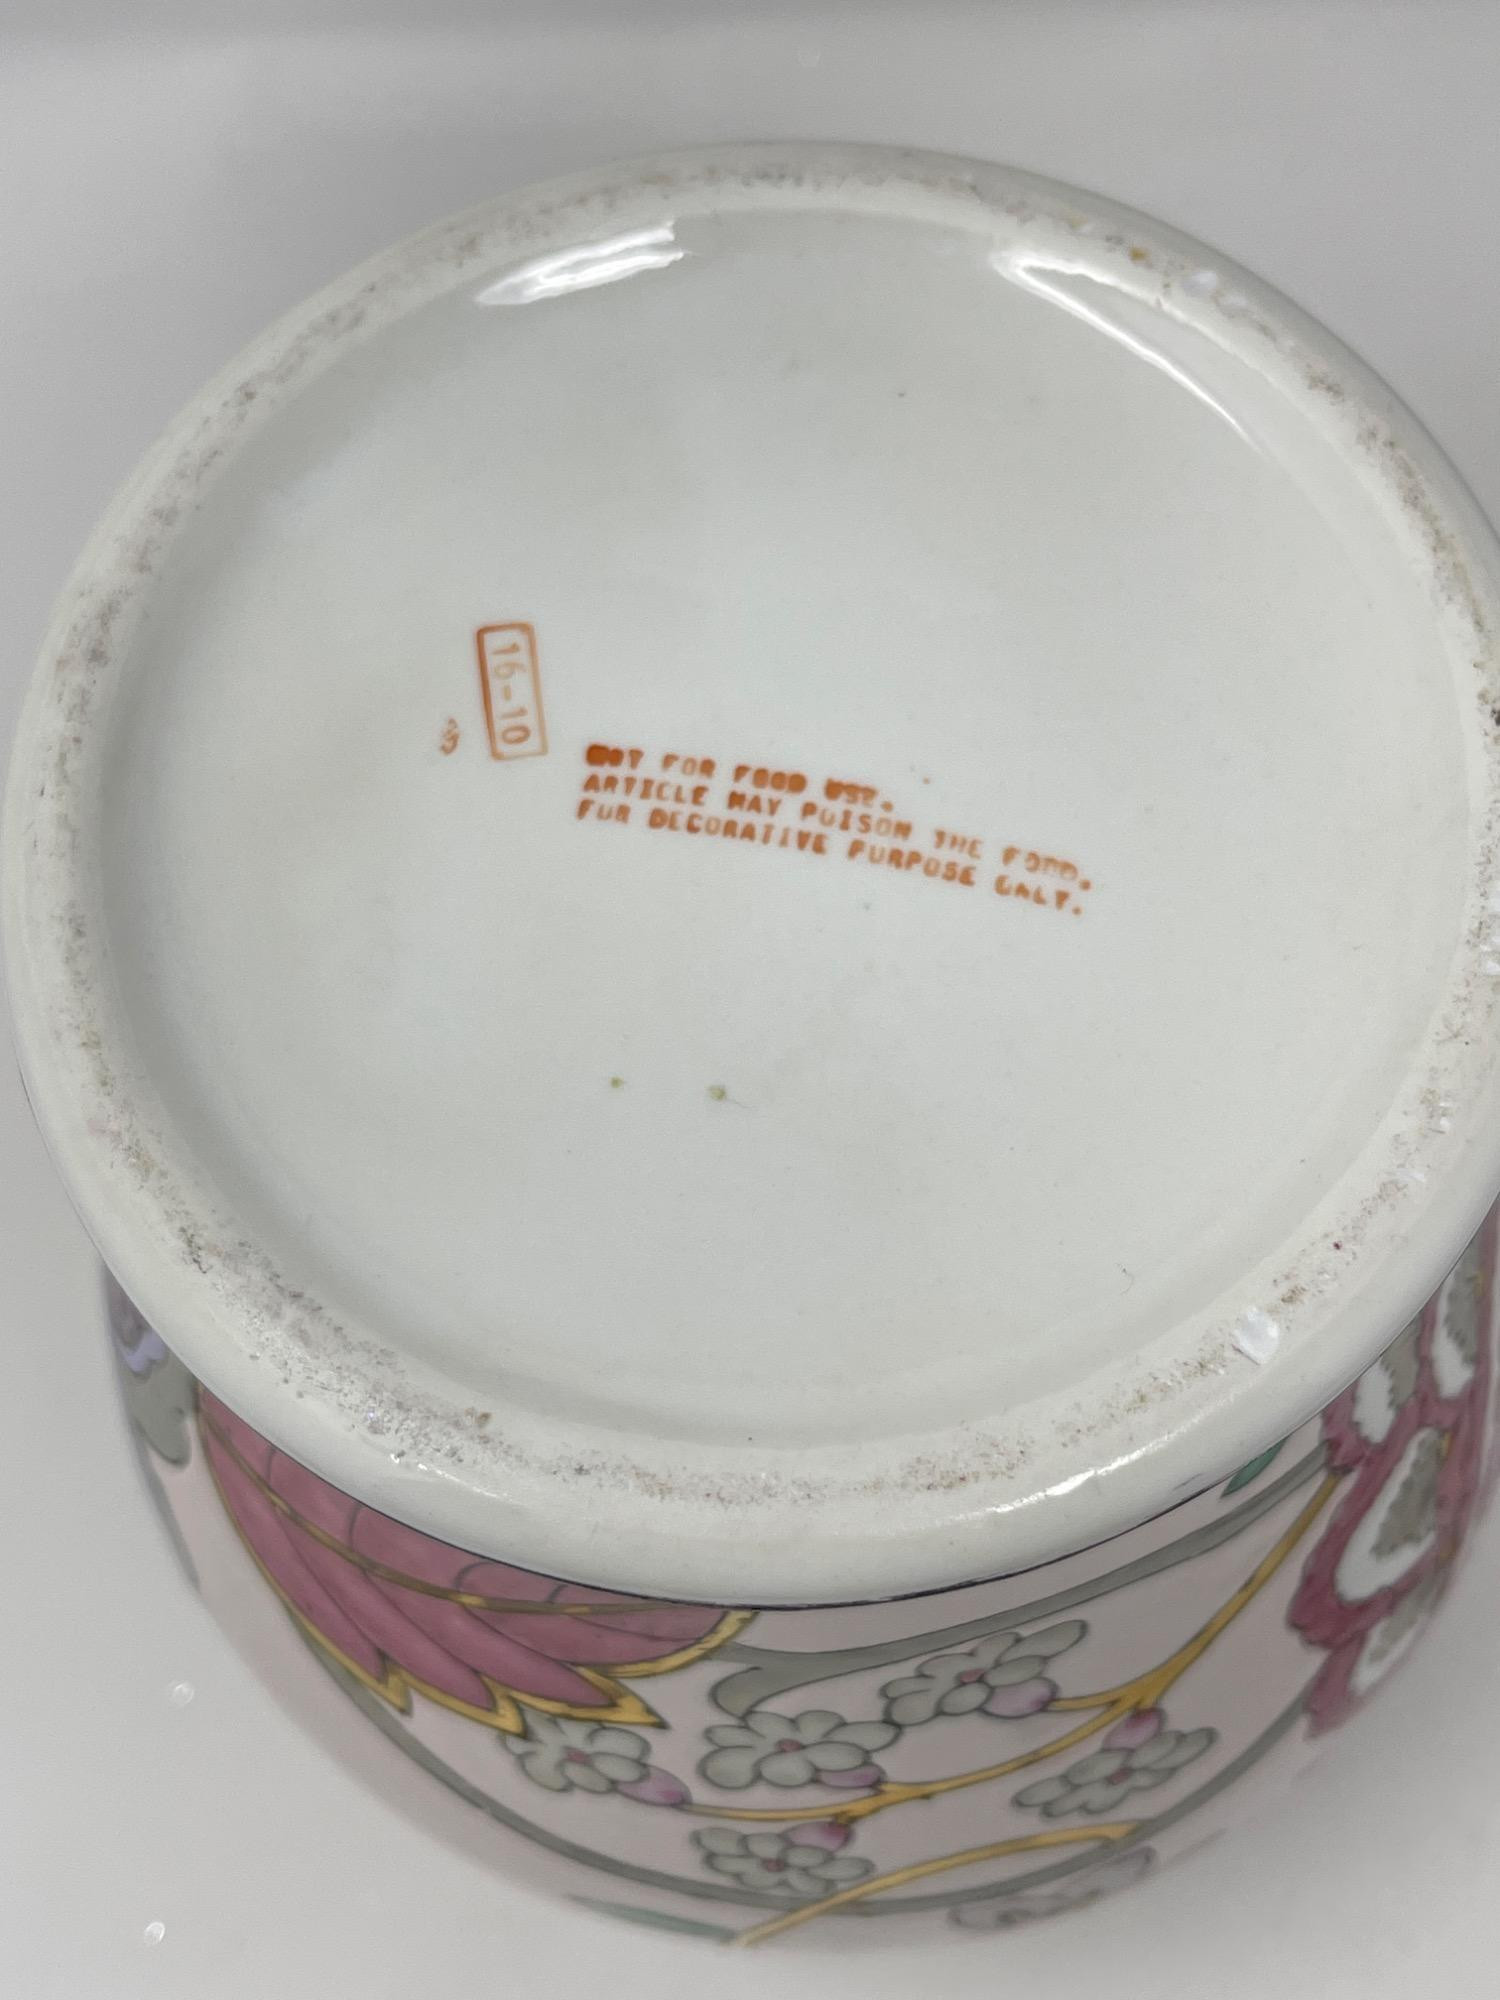 16-10
NOT FOR FOOD USE.
ARTICLE MAY POISON THE FOOD.
FOR DECORATIVE PURPOSE ONLY.